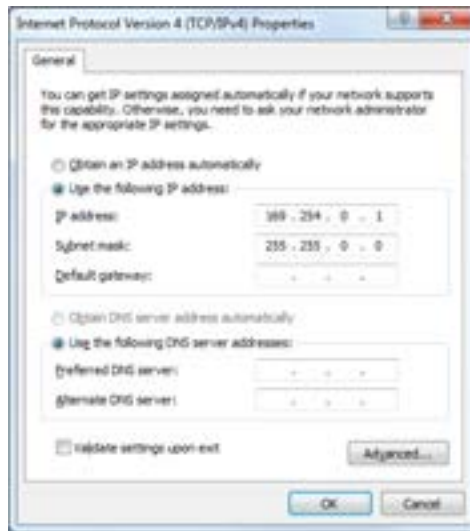 Internet Protocol Version 4 (TCP/IPv4) Properties
General
You can get IP settings assigned automatically if your network supports
this capability. Otherwise, you need to ask your network administrator
for the appropriate IP settings.
Obtain an IP address automatically
Use the following IP address:
IP address: 169 . 254 . 0 . 1
Subnet mask: 255 . 255 . 0 . 0
Default gateway: . . .
Obtain DNS server address automatically
Use the following DNS server addresses:
Preferred DNS server: . . .
Alternate DNS server: . . .
Validate settings upon exit
Advanced...
OK Cancel